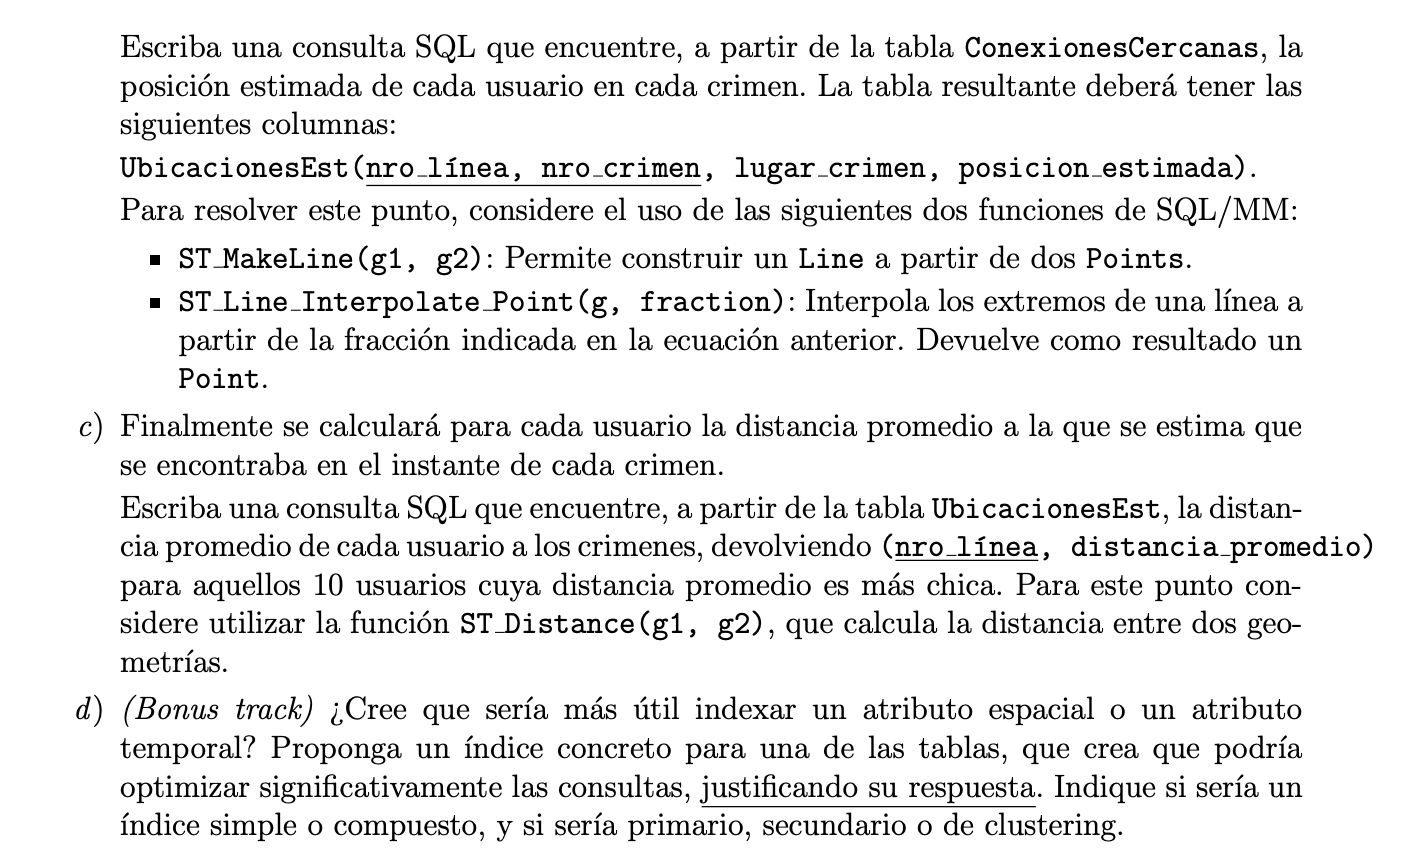 Escriba una consulta SQL que encuentre, a partir de la tabla ConexionesCercanas, la
posición estimada de cada usuario en cada crimen. La tabla resultante deberá tener las
siguientes columnas:
UbicacionesEst(nro_línea, nro_crimen, lugar_crimen, posicion_estimada).
Para resolver este punto, considere el uso de las siguientes dos funciones de SQL/MM:
▪ ST_MakeLine(g1, g2): Permite construir un Line a partir de dos Points.
▪ ST_Line_Interpolate_Point(g, fraction): Interpola los extremos de una línea a
partir de la fracción indicada en la ecuación anterior. Devuelve como resultado un
Point.
c) Finalmente se calculará para cada usuario la distancia promedio a la que se estima que
se encontraba en el instante de cada crimen.
Escriba una consulta SQL que encuentre, a partir de la tabla UbicacionesEst, la distan-
cia promedio de cada usuario a los crimenes, devolviendo (nro_línea, distancia_promedio)
para aquellos 10 usuarios cuya distancia promedio es más chica. Para este punto con-
sidere utilizar la función ST_Distance(g1, g2), que calcula la distancia entre dos geo-
metrías.
d) (Bonus track) ¿Cree que sería más útil indexar un atributo espacial o un atributo
temporal? Proponga un índice concreto para una de las tablas, que crea que podría
optimizar significativamente las consultas, justificando su respuesta. Indique si sería un
índice simple o compuesto, y si sería primario, secundario o de clustering.